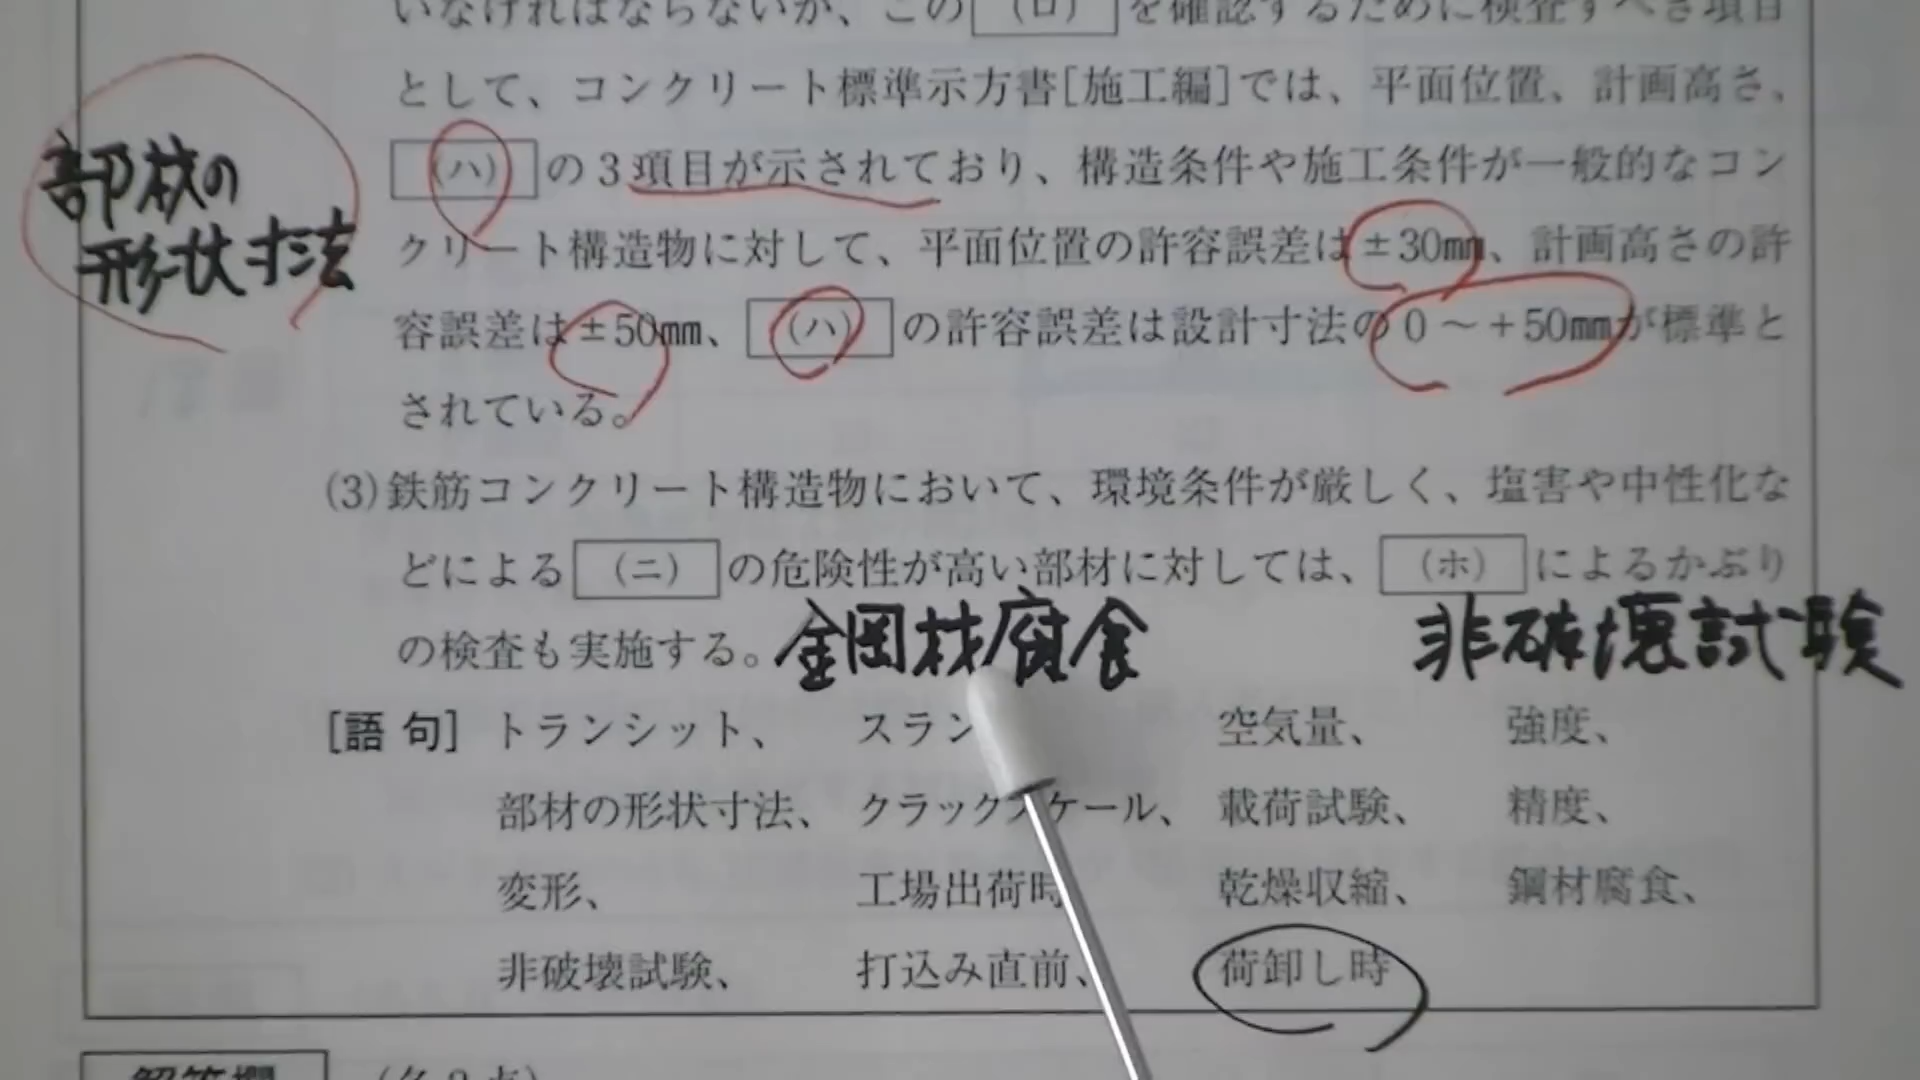 いなければならないが、この (ロ) を確認するために検査すべき項目
として、コンクリート標準示方書[施工編]では、平面位置、計画高さ、
(ハ) の3項目が示されており、構造条件や施工条件が一般的なコン
部材の
形状寸法
クリート構造物に対して、平面位置の許容誤差は±30㎜、計画高さの許
容誤差は±50㎜、 (ハ) の許容誤差は設計寸法の0～+50㎜が標準と
されている。
(3)鉄筋コンクリート構造物において、環境条件が厳しく、塩害や中性化な
どによる (ニ) の危険性が高い部材に対しては、 (ホ) によるかぶり
の検査も実施する。
鋼材腐食 非破壊試験
[語 句] トランシット、 スラン 空気量、 強度、
部材の形状寸法、 クラックスケール、 載荷試験、 精度、
変形、 工場出荷時 乾燥収縮、 鋼材腐食、
非破壊試験、 打込み直前、 荷卸し時
解答欄